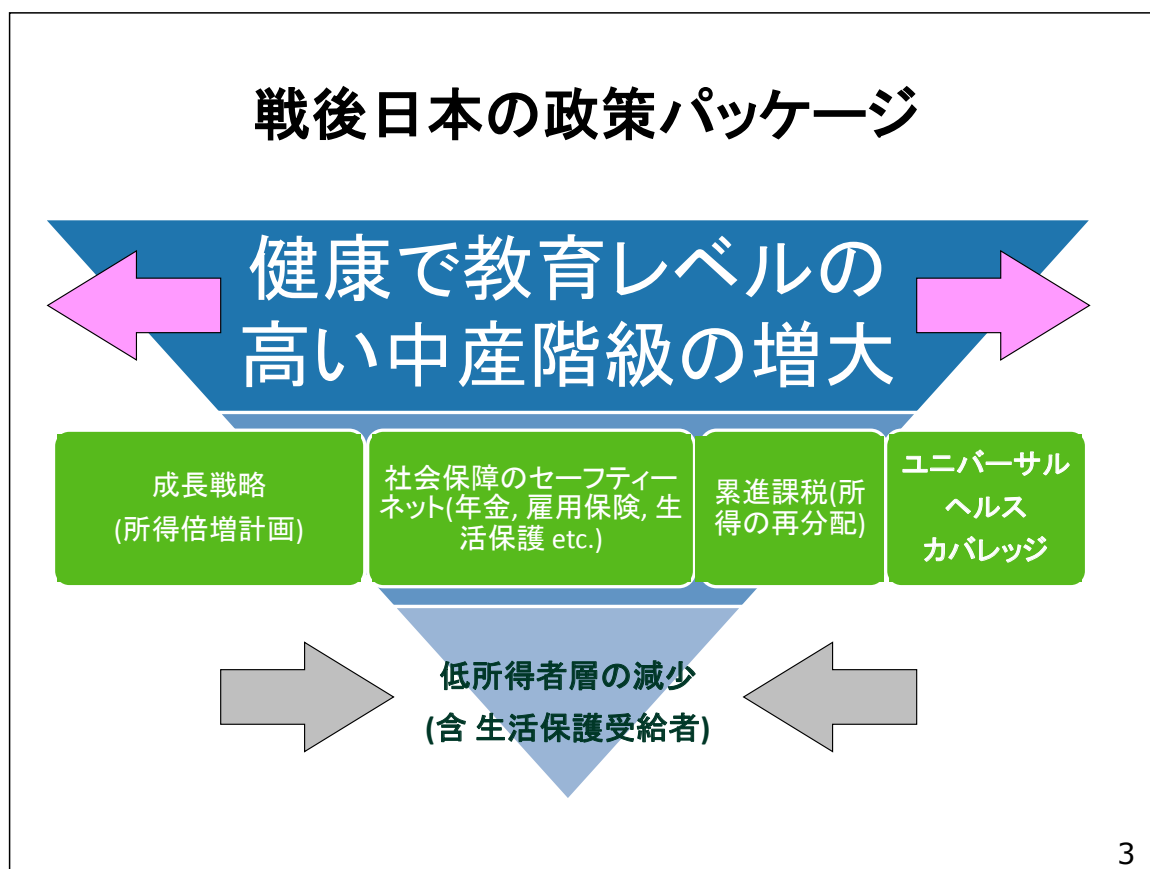 戦後日本の政策パッケージ
健康で教育レベルの
高い中産階級の増大
成長戦略
(所得倍増計画)
社会保障のセーフティー
ネット(年金, 雇用保険, 生
活保護 etc.)
累進課税(所
得の再分配)
ユニバーサル
ヘルス
カバレッジ
低所得者層の減少
(含 生活保護受給者)
3